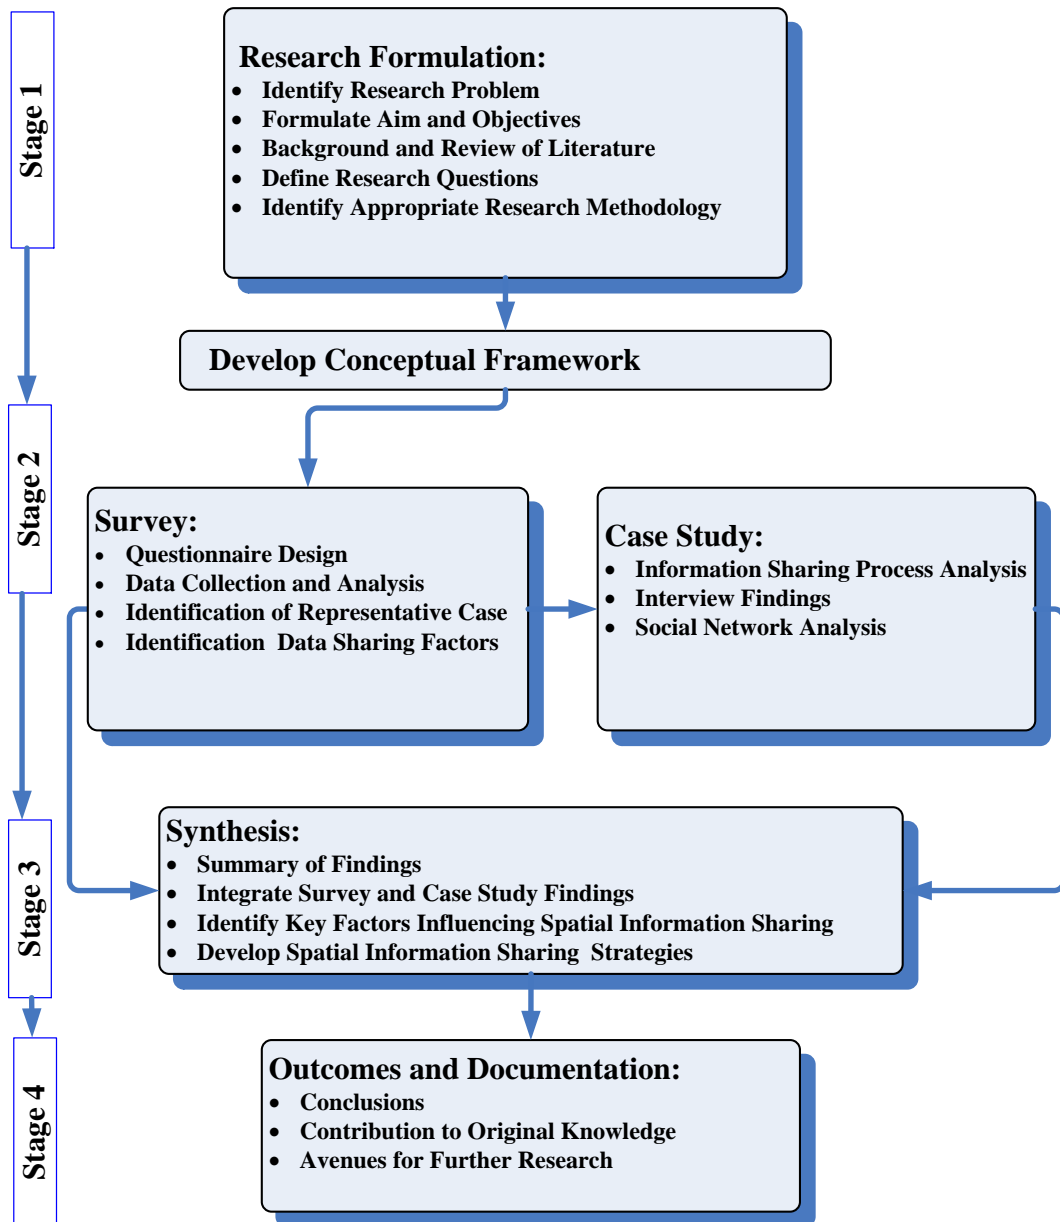 Stage 1
Research Formulation:
• Identify Research Problem
• Formulate Aim and Objectives
• Background and Review of Literature
• Define Research Questions
• Identify Appropriate Research Methodology
Develop Conceptual Framework
Stage 2
Survey:
• Questionnaire Design
• Data Collection and Analysis
• Identification of Representative Case
• Identification Data Sharing Factors
Case Study:
• Information Sharing Process Analysis
• Interview Findings
• Social Network Analysis
Stage 3
Synthesis:
• Summary of Findings
• Integrate Survey and Case Study Findings
• Identify Key Factors Influencing Spatial Information Sharing
• Develop Spatial Information Sharing Strategies
Stage 4
Outcomes and Documentation:
• Conclusions
• Contribution to Original Knowledge
• Avenues for Further Research